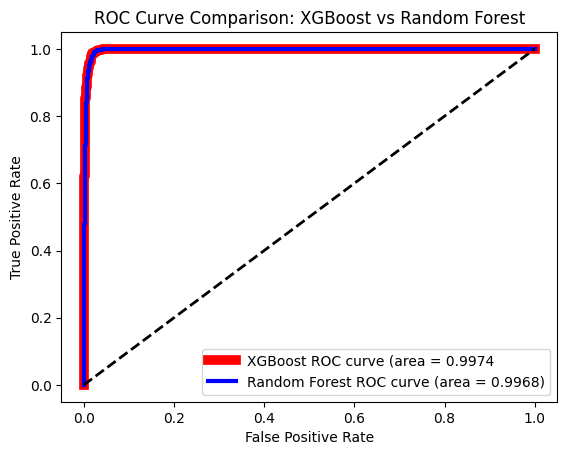 ROC Curve Comparison: XGBoost vs Random Forest
True Positive Rate
1.0
0.8
0.6
0.4
0.2
0.0
XGBoost ROC curve (area = 0.9974
Random Forest ROC curve (area = 0.9968)
0.0 0.2 0.4 0.6 0.8 1.0
False Positive Rate